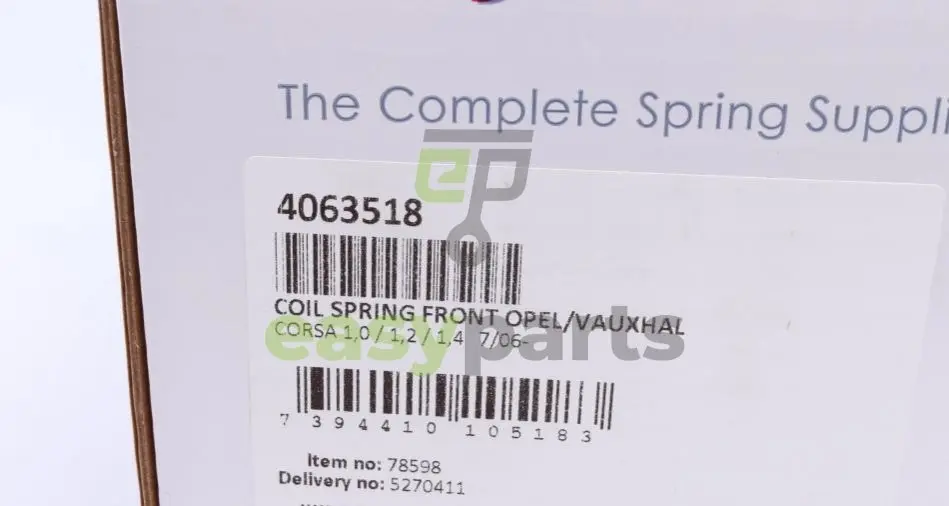 The Complete Spring Suppli
ep
4063518
COIL SPRING FRONT OPEL/VAUXHAL
CORSA 1,0 / 1,2 / 1,4 7/06-
easyparts
7 394410 105183
Item no: 78598
Delivery no: 5270411